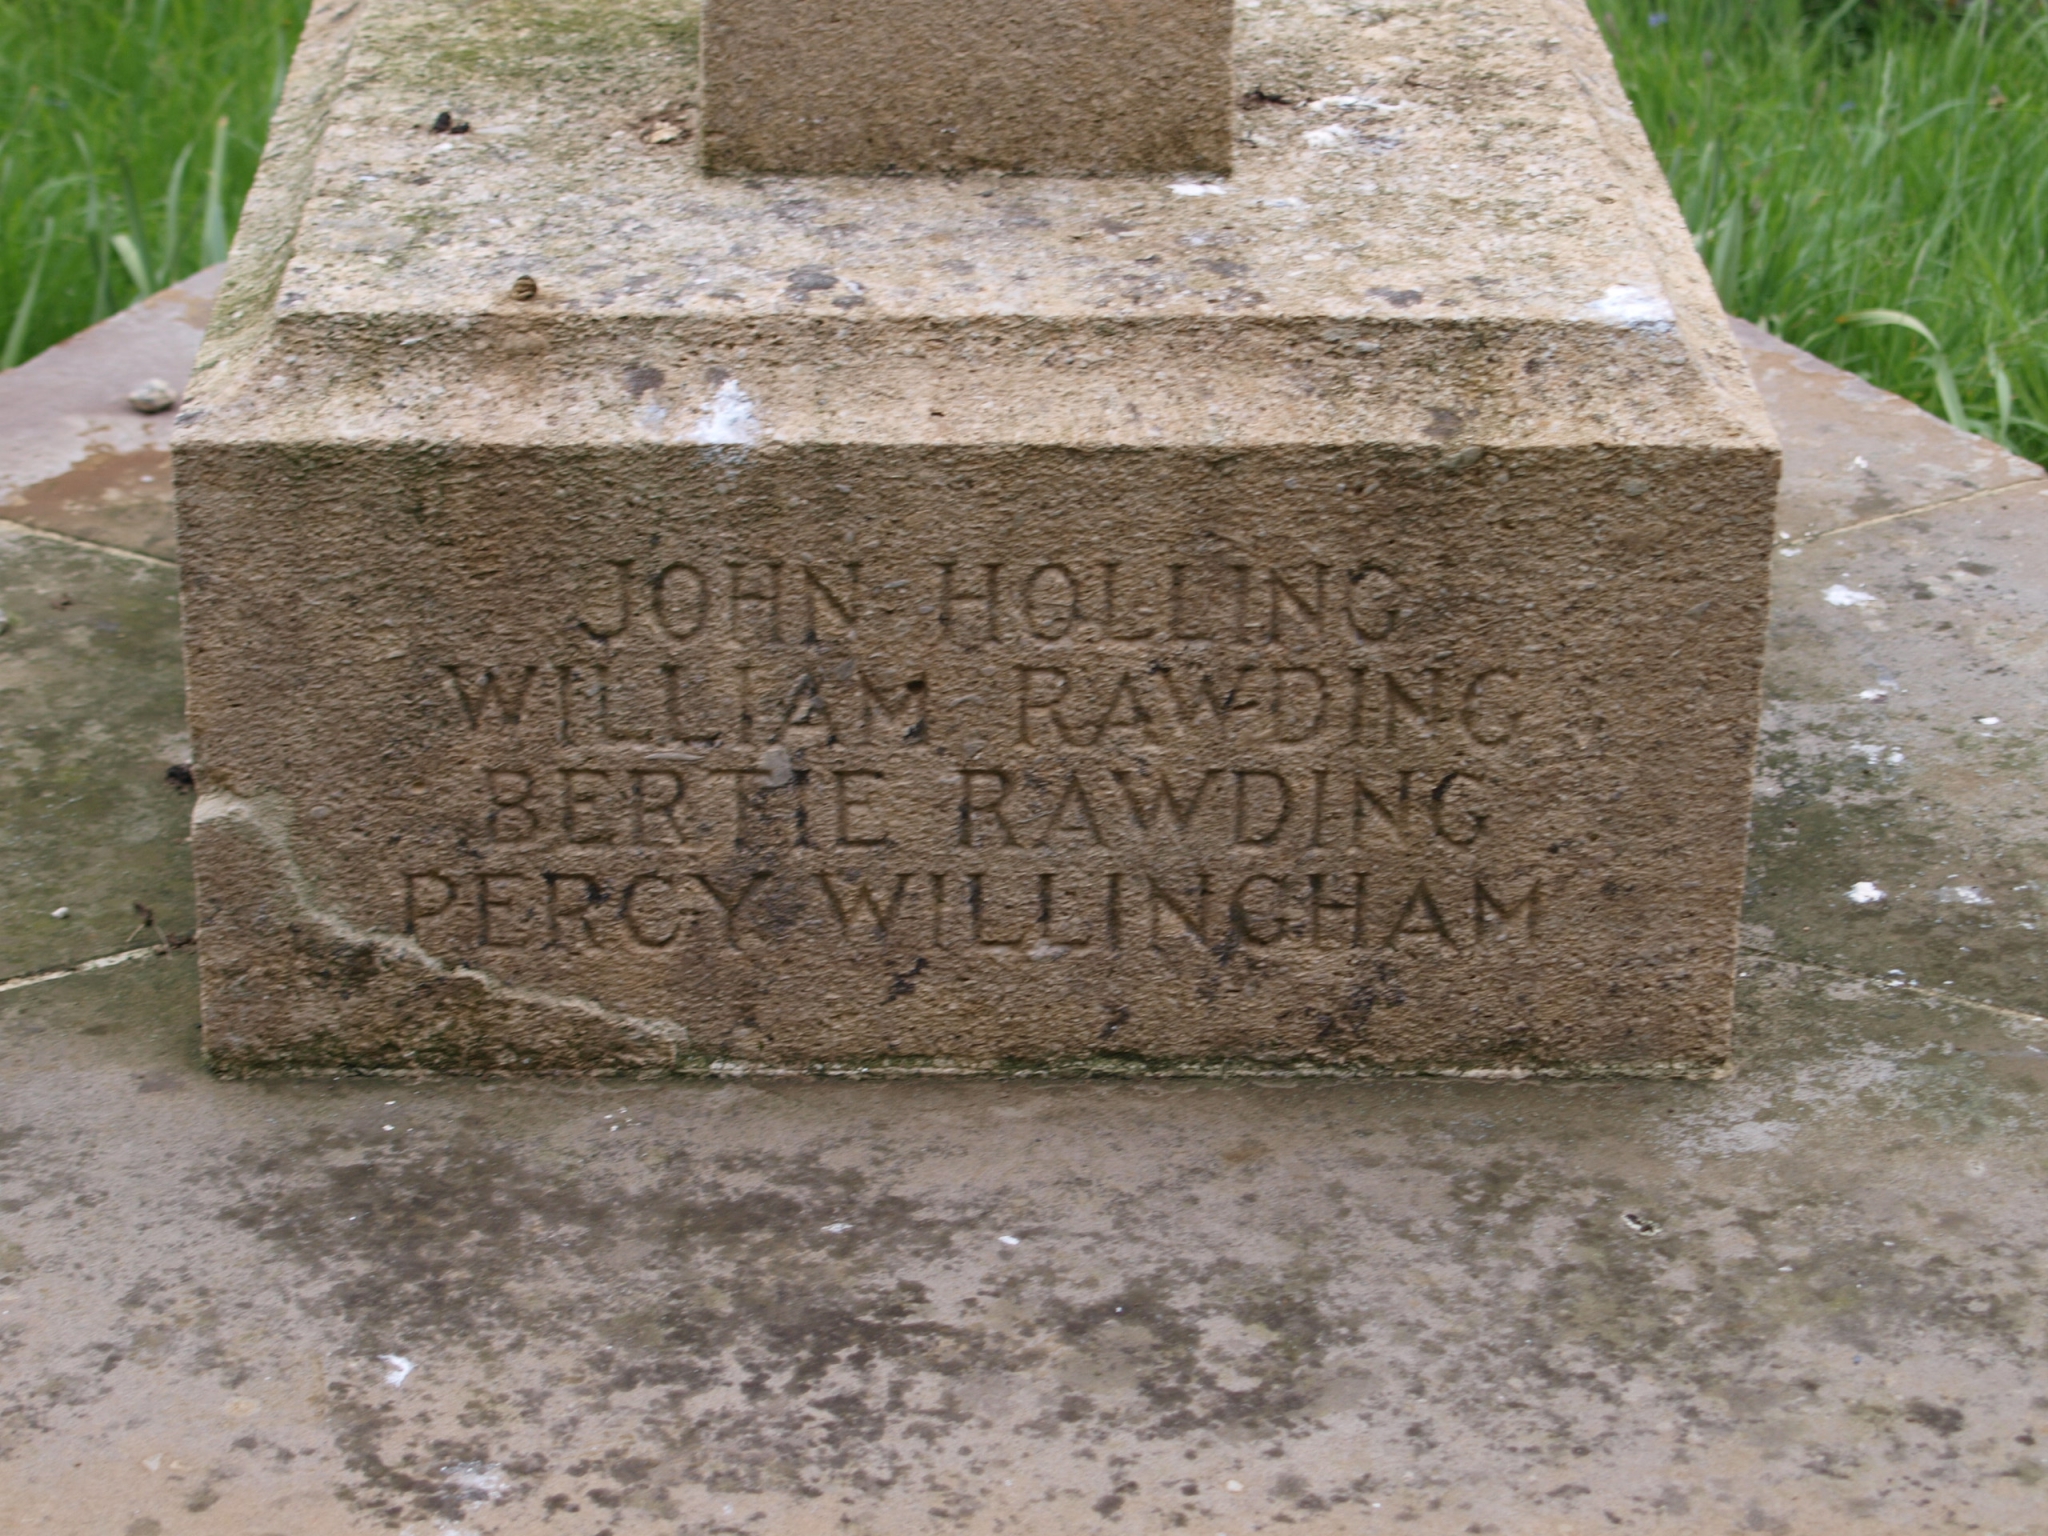 JOHN HOLLING
WILLIAM RAWDING
BERTIE RAWDING
PERCY WILLINGHAM